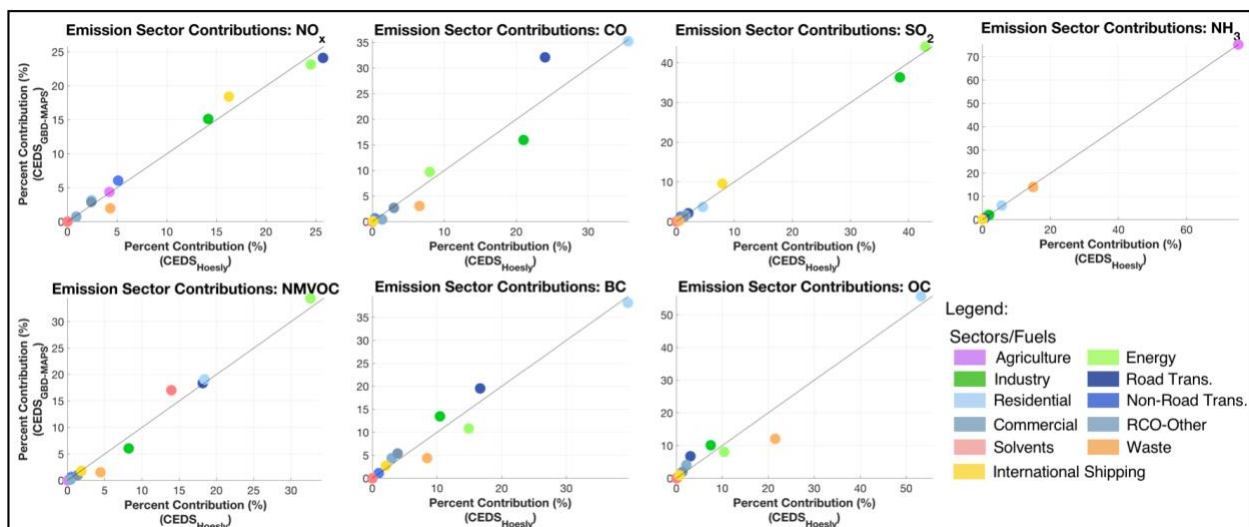 Emission Sector Contributions: NOx
Percent Contribution (%)
(CEDSGBD-MAPS)
25
20
15
10
5
0
0 5 10 15 20 25
Percent Contribution (%)
(CEDSHoesly)
Emission Sector Contributions: CO
35
30
25
20
15
10
5
0
0 10 20 30
Percent Contribution (%)
(CEDSHoesly)
Emission Sector Contributions: SO2
40
30
20
10
0
0 10 20 30 40
Percent Contribution (%)
(CEDSHoesly)
Emission Sector Contributions: NH3
70
60
50
40
30
20
10
0
0 20 40 60
Percent Contribution (%)
(CEDSHoesly)
Emission Sector Contributions: NMVOC
Percent Contribution (%)
(CEDSGBD-MAPS)
30
25
20
15
10
5
0
0 10 20 30
Percent Contribution (%)
(CEDSHoesly)
Emission Sector Contributions: BC
35
30
25
20
15
10
5
0
0 10 20 30
Percent Contribution (%)
(CEDSHoesly)
Emission Sector Contributions: OC
50
40
30
20
10
0
0 10 20 30 40 50
Percent Contribution (%)
(CEDSHoesly)
Legend:
Sectors/Fuels
Agriculture Energy
Industry Road Trans.
Residential Non-Road Trans.
Commercial RCO-Other
Solvents Waste
International Shipping